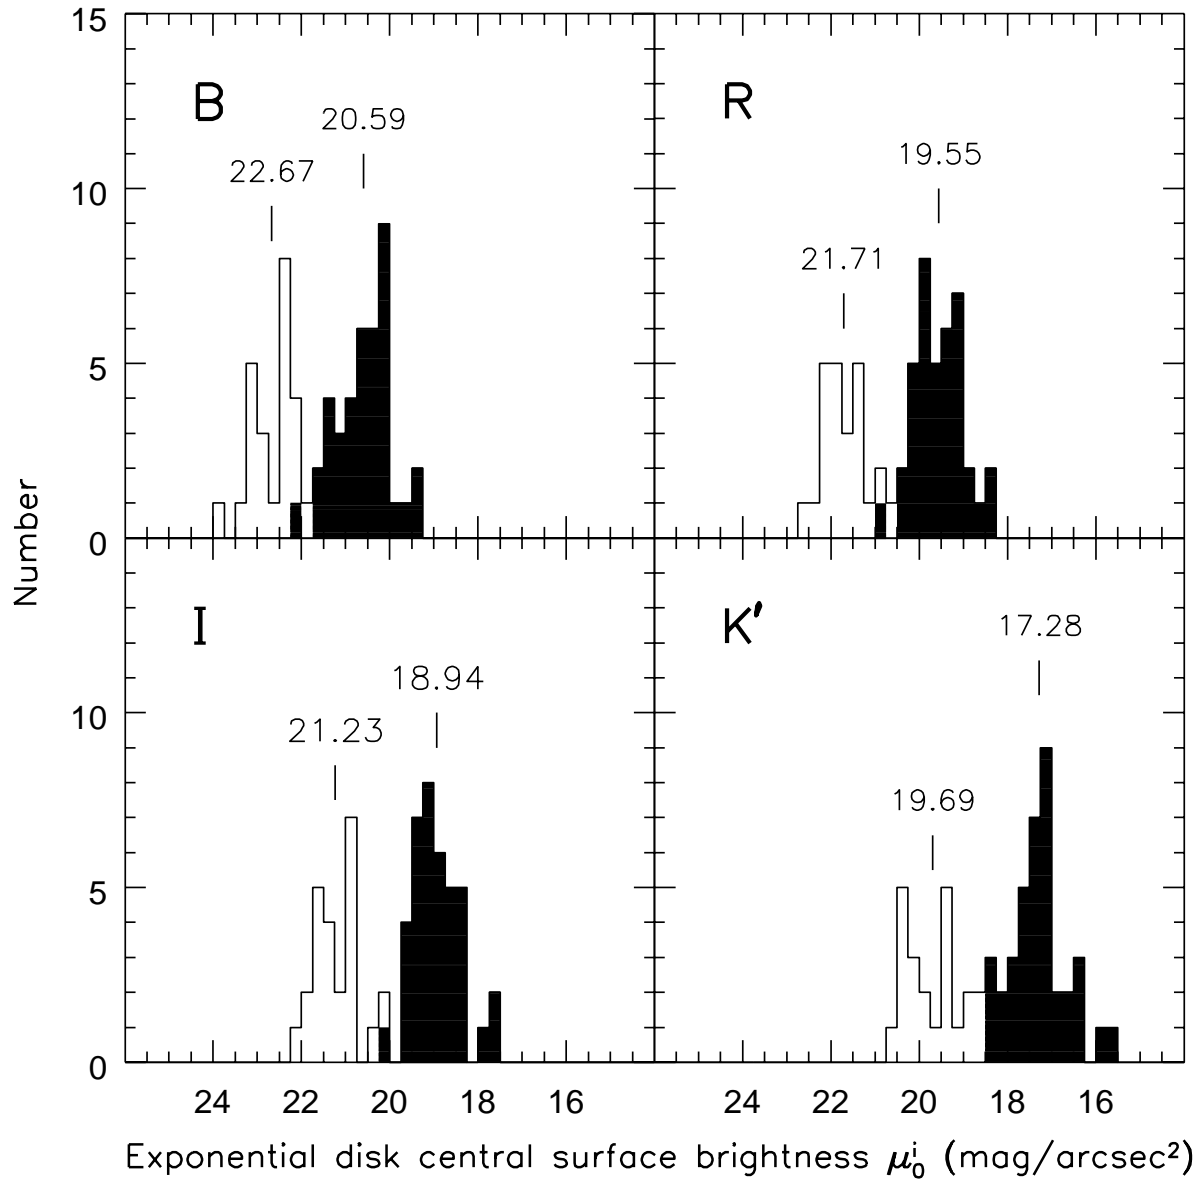 15
B
R
20.59
19.55
22.67
10
21.71
5
0
I
K′
17.28
18.94
10
21.23
19.69
5
0
24 22 20 18 16 24 22 20 18 16
Number
Exponential disk central surface brightness μ₀ⁱ (mag/arcsec²)